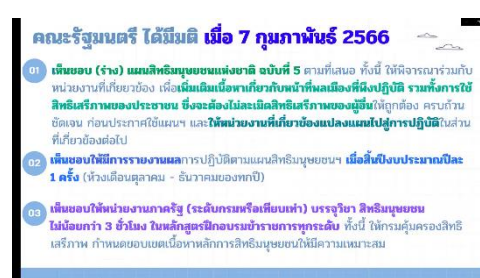 คณะรัฐมนตรี ได้มีมติ เมื่อ 7 กุมภาพันธ์ 2566
01 เห็นชอบ (ร่าง) แผนสิทธิมนุษยชนแห่งชาติ ฉบับที่ 5 ตามที่เสนอ ทั้งนี้ ให้พิจารณาร่วมกับ
หน่วยงานที่เกี่ยวข้อง เพื่อเพิ่มเติมเนื้อหาเกี่ยวกับหน้าที่พลเมืองที่พึงปฏิบัติ รวมทั้งการใช้
สิทธิเสรีภาพของประชาชน ซึ่งจะต้องไม่ละเมิดสิทธิเสรีภาพของผู้อื่นให้ถูกต้อง ครบถ้วน
ชัดเจน ก่อนประกาศใช้แผนฯ และให้หน่วยงานที่เกี่ยวข้องแปลงแผนไปสู่การปฏิบัติในส่วน
ที่เกี่ยวข้องต่อไป
02 เห็นชอบให้มีการรายงานผลการปฏิบัติตามแผนสิทธิมนุษยชนฯ เมื่อสิ้นปีงบประมาณปีละ
1 ครั้ง (ห้วงเดือนตุลาคม - ธันวาคมของทุกปี)
03 เห็นชอบให้หน่วยงานภาครัฐ (ระดับกรมหรือเทียบเท่า) บรรจุวิชา สิทธิมนุษยชน
ไม่น้อยกว่า 3 ชั่วโมง ในหลักสูตรฝึกอบรมข้าราชการทุกระดับ ทั้งนี้ ให้กรมคุ้มครองสิทธิ
เสรีภาพ กำหนดขอบเขตเนื้อหาหลักการสิทธิมนุษยชนให้มีความเหมาะสม